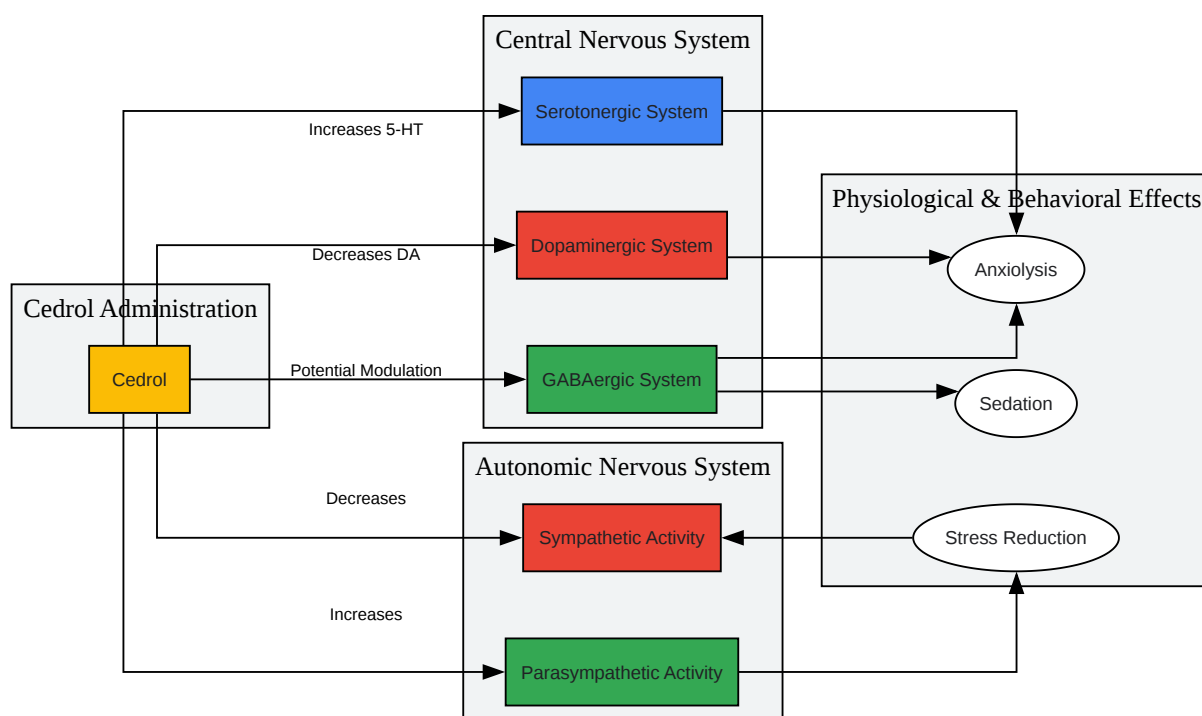 Central Nervous System
Serotonergic System
Increases 5-HT
Physiological & Behavioral Effects
Dopaminergic System
Decreases DA
Anxiolysis
Cedrol Administration
Cedrol
Potential Modulation
GABAergic System
Sedation
Autonomic Nervous System
Decreases
Sympathetic Activity
Stress Reduction
Increases
Parasympathetic Activity